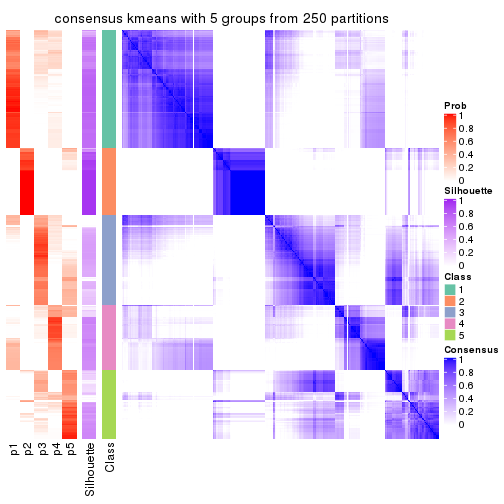 consensus kmeans with 5 groups from 250 partitions
Prob
1
0.8
0.6
0.4
0.2
0
Silhouette
1
0.8
0.6
0.4
0.2
0
Class
1
2
3
4
5
Consensus
1
0.8
0.6
0.4
0.2
0
p1
p2
p3
p4
p5
Silhouette
Class